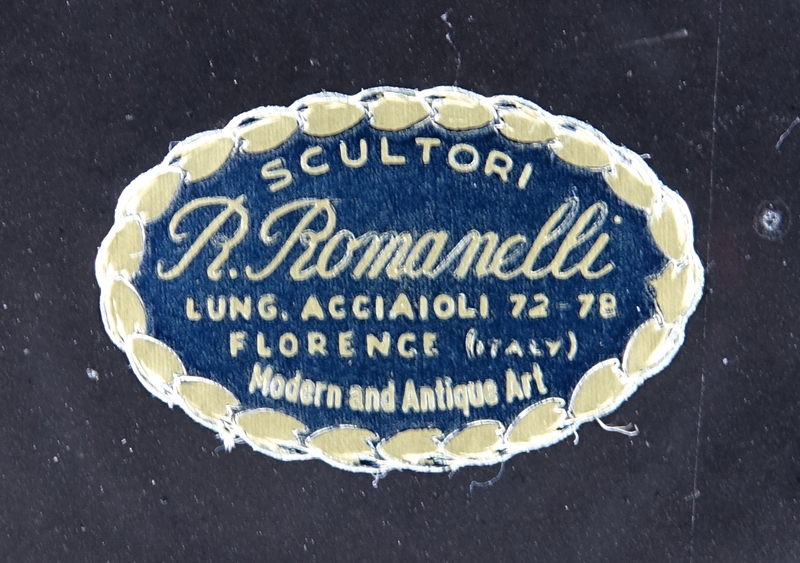 SCULTORI
R. Romanelli
LUNG. ACCIAIOLI 72-78
FLORENCE (ITALY)
Modern and Antique Art